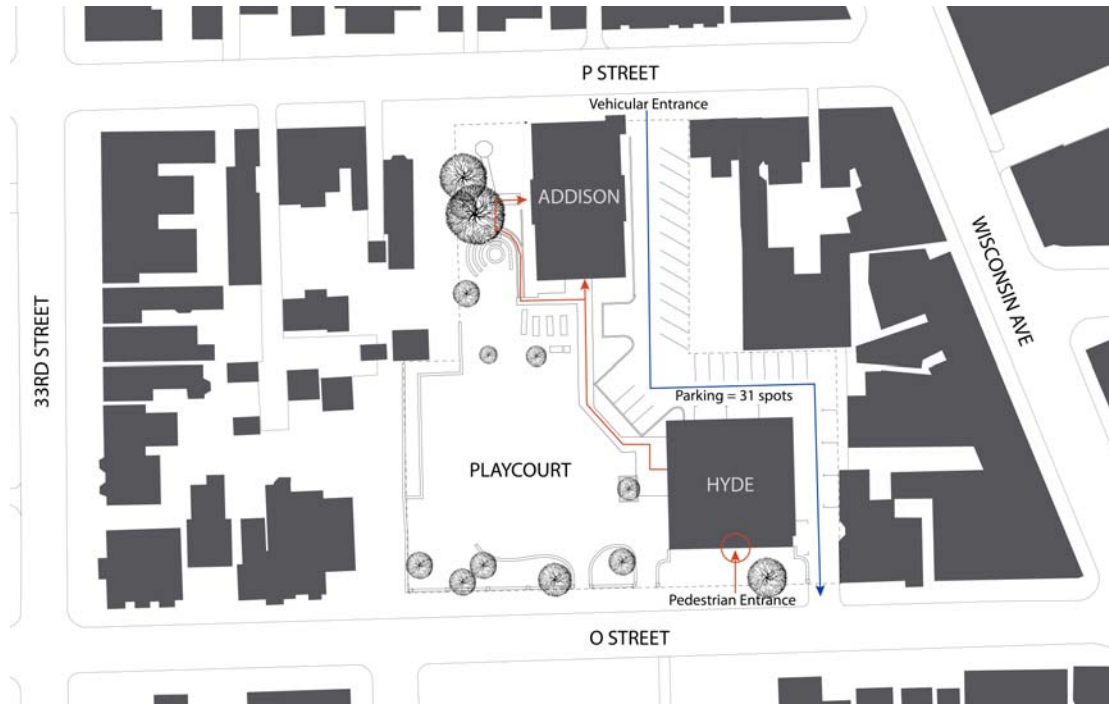 P STREET
Vehicular Entrance
ADDISON
WISCONSIN AVE
33RD STREET
Parking = 31 spots
PLAYCOURT
HYDE
Pedestrian Entrance
O STREET